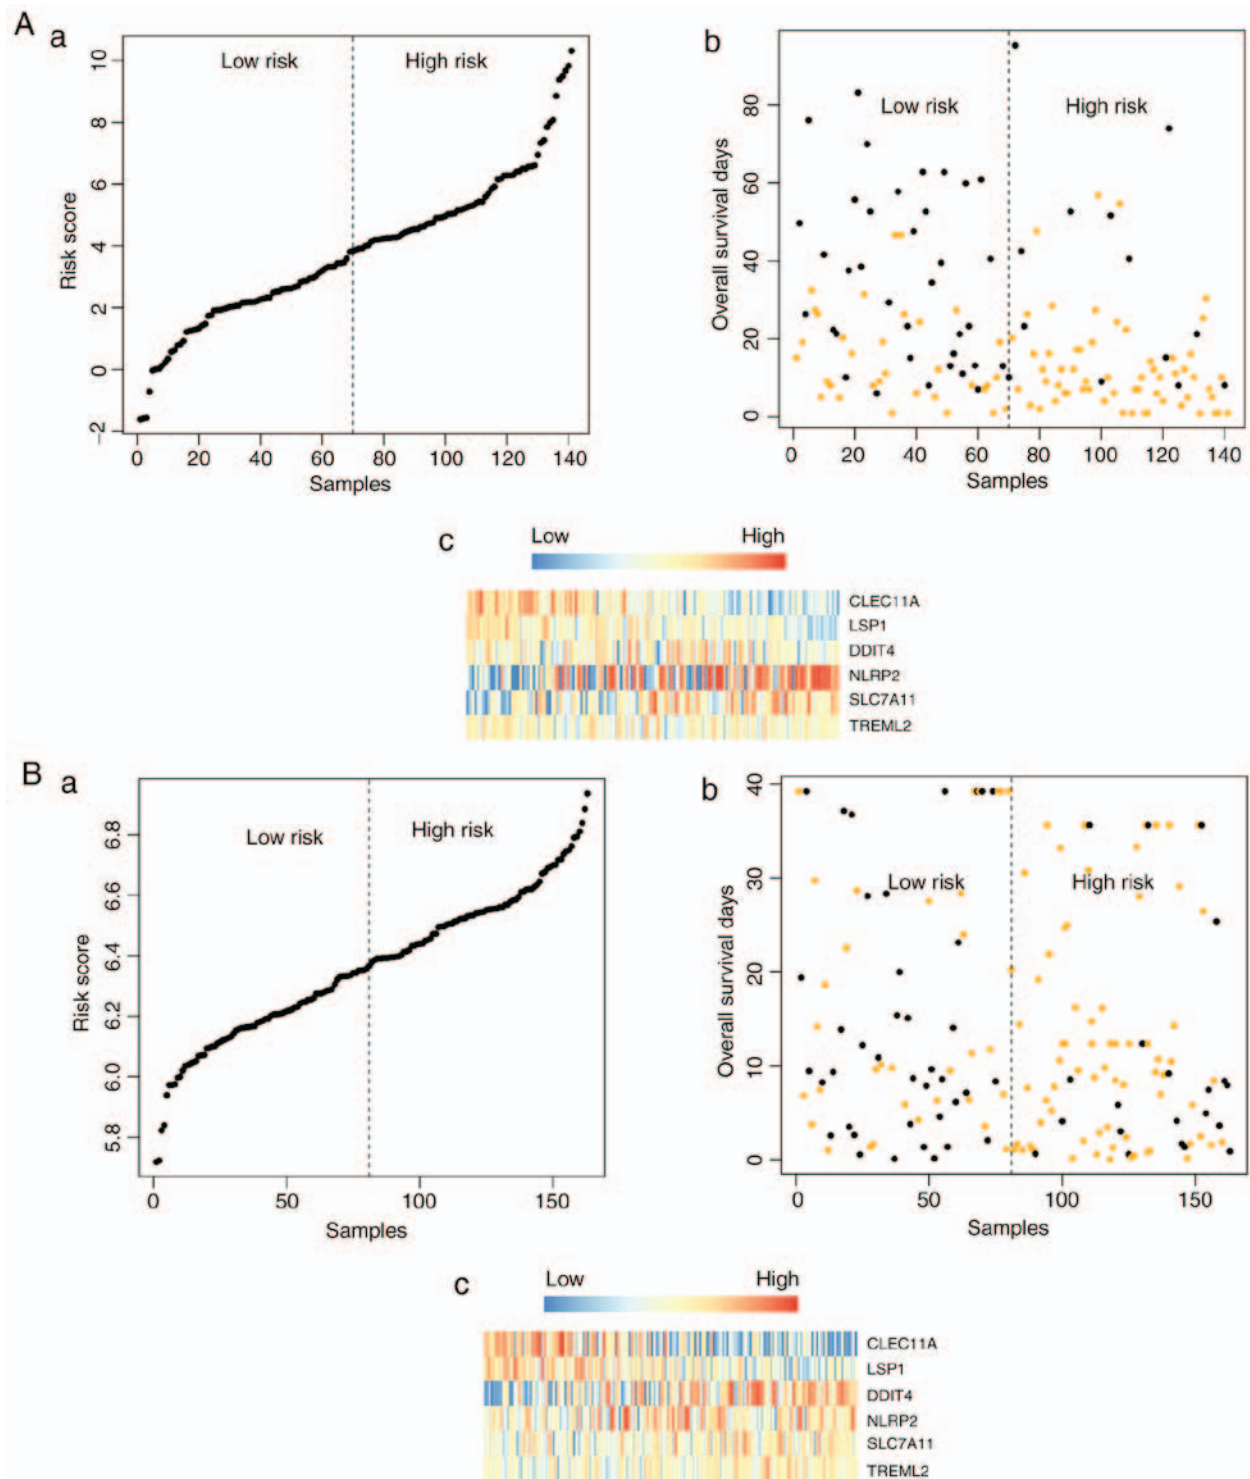 A
a
b
10
8
6
4
2
0
−2
Risk score
Low risk
High risk
0
20
40
60
80
100
120
140
Samples
80
60
40
20
0
Overall survival days
Low risk
High risk
0
20
40
60
80
100
120
140
Samples
c
Low
High
CLEC11A
LSP1
DDIT4
NLRP2
SLC7A11
TREML2
B
a
b
6.8
6.6
6.4
6.2
6.0
5.8
Risk score
Low risk
High risk
0
50
100
150
Samples
40
30
20
10
0
Overall survival days
Low risk
High risk
0
50
100
150
Samples
c
Low
High
CLEC11A
LSP1
DDIT4
NLRP2
SLC7A11
TREML2